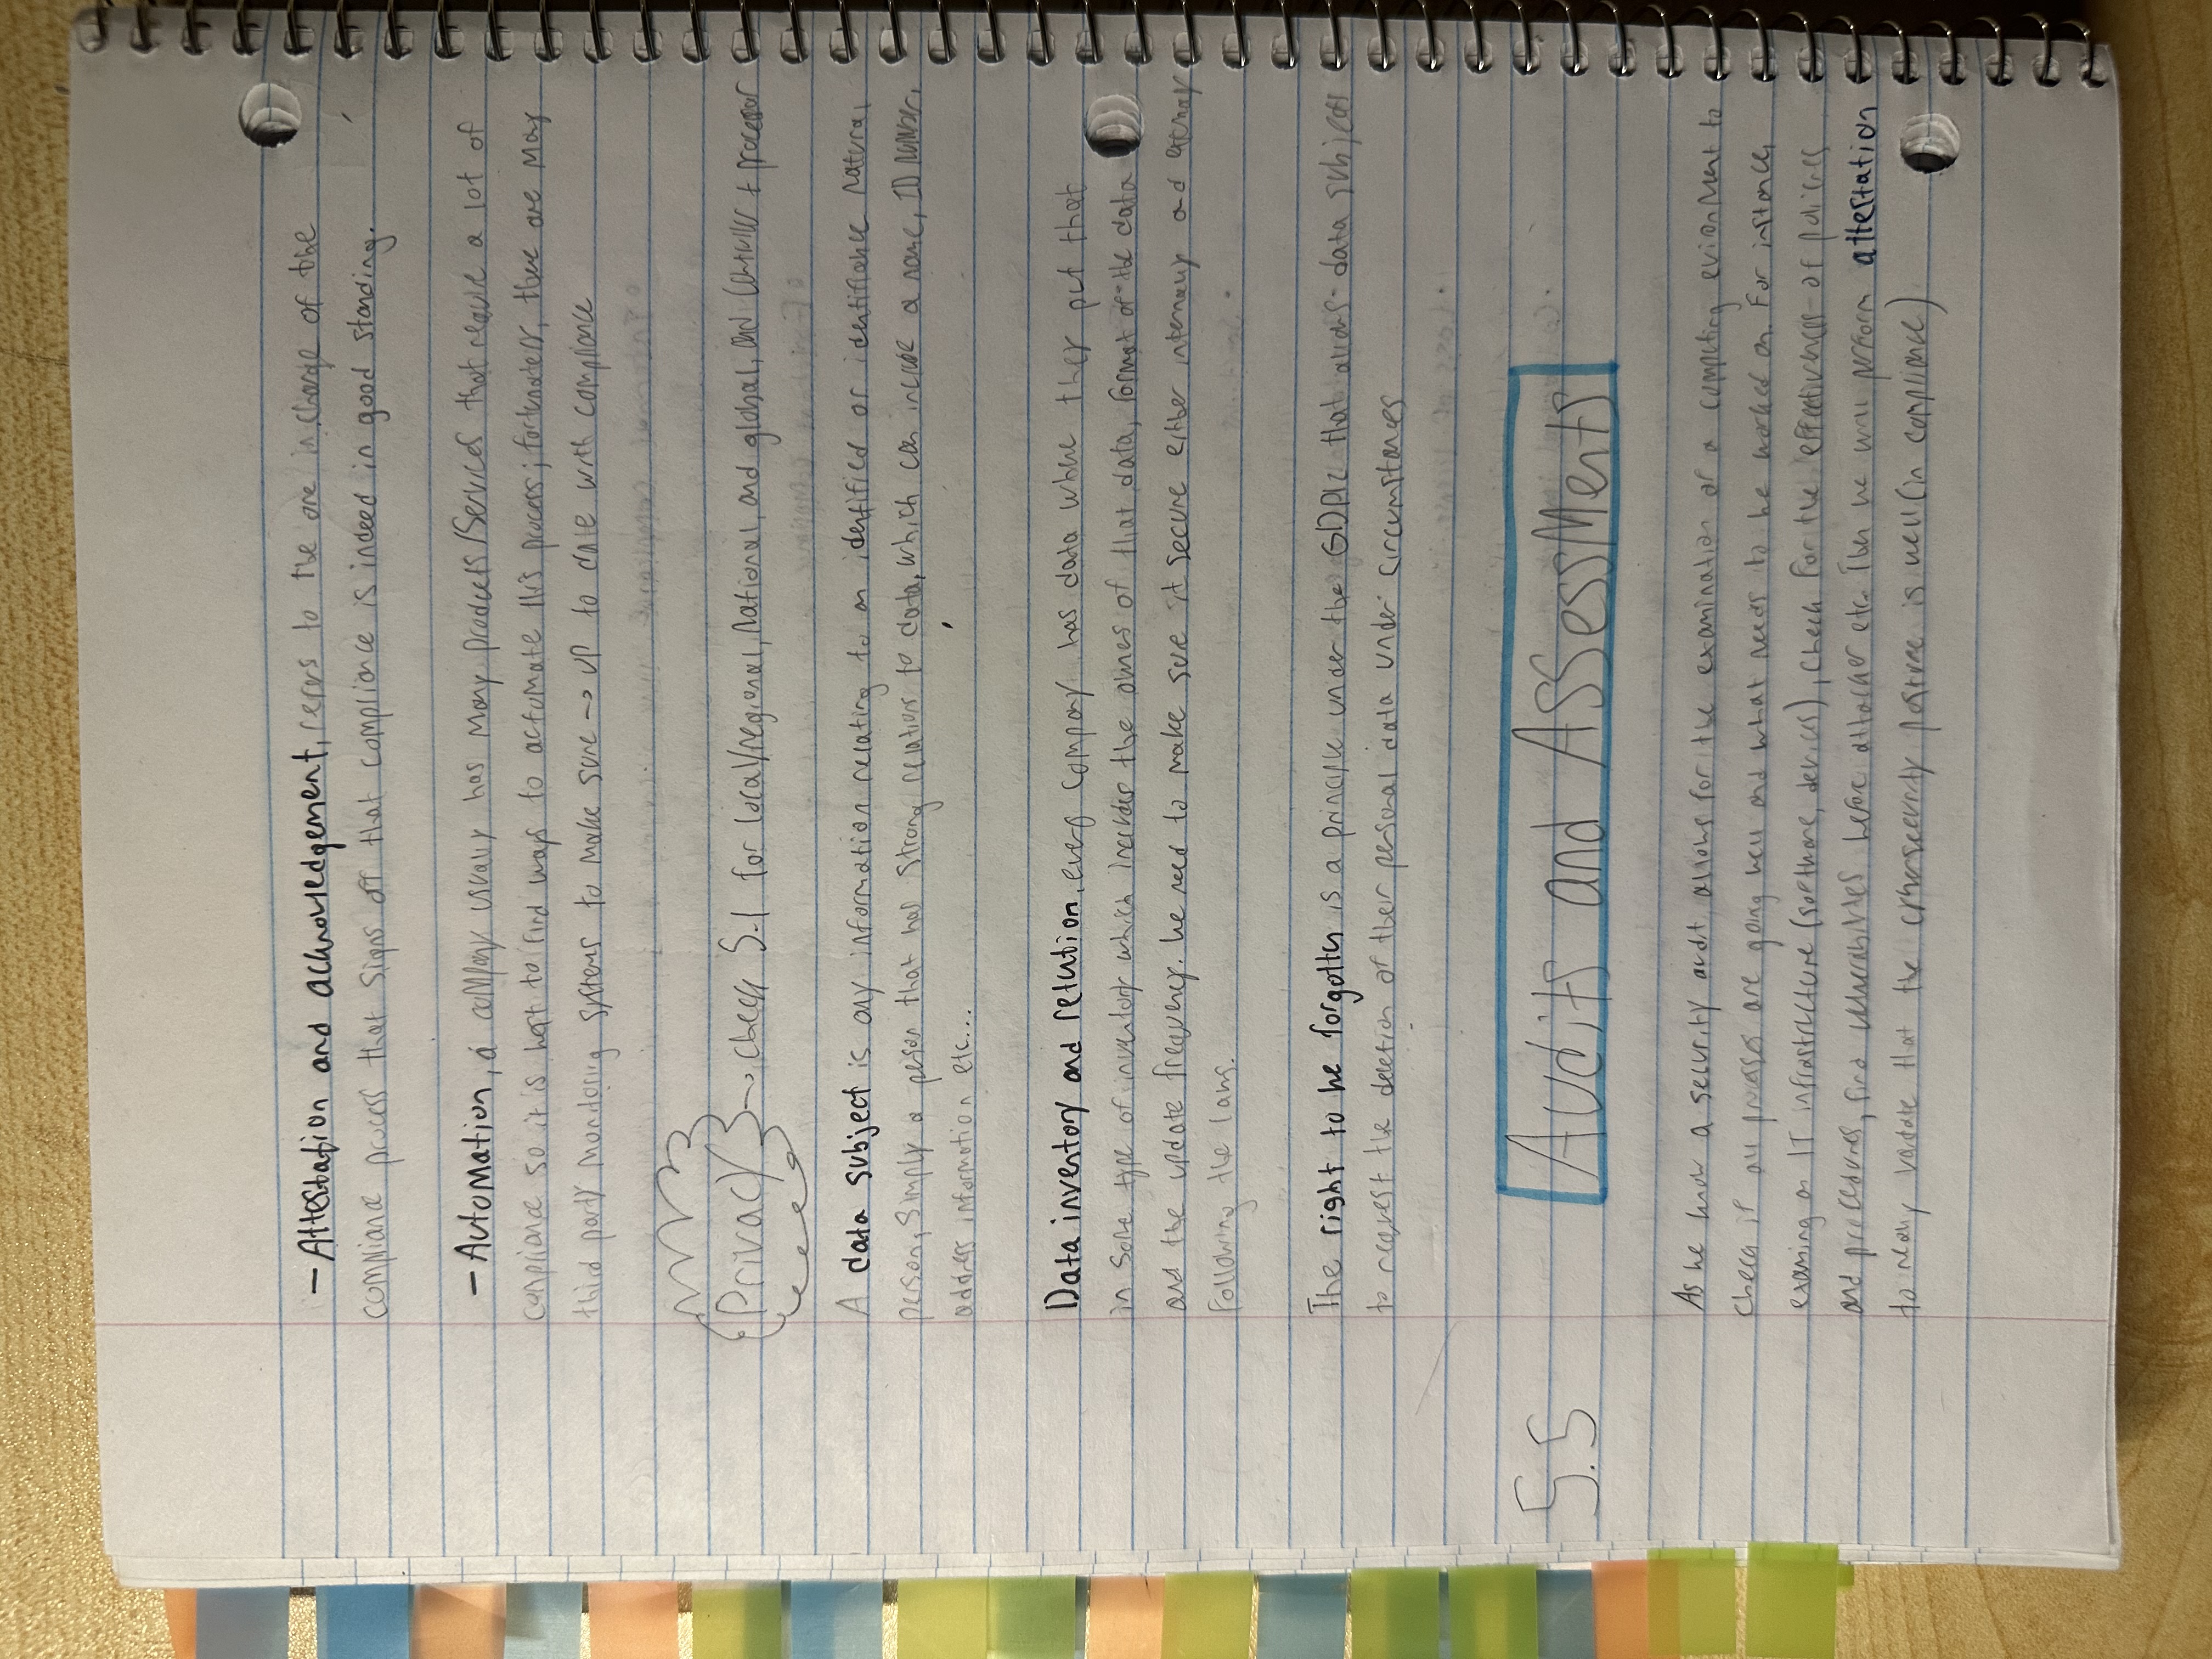 – Attestation and acknowledgement, refers to the one in charge of the
compliance process that signs off that compliance is indeed in good standing.
– Automation, a company usually has many products/services that require a lot of
compliance so it is best to find ways to actomate this process; fortunately, there are many
third party monitoring systems to make sure → up to date with compliance
Privacy → check 5.1 for local/regional, national, and global, and controller + processor
A data subject is any information relating to an identified or identifiable natural
person, simply a person that has strong relations to data, which can include a name, ID number,
address information etc...
Data inventory and retution, every company has data where they put that
in some type of inventory which includes the owners of that data, format of the data
and the update frequency. We need to make sure it secure either internally and externaly
following the laws.
The right to be forgotten is a principle under the GDPR that allows data subjects
to request the deletion of their personal data under circumstances
5.5 Audits and Assessments
As we know a security audit, allows for the examination of a computing evironment to
check if all processes are going well and what needs to be worked on. For instance,
examing an IT infrastructure (software, devices), check for the effectiveness of policies
and procedures, find vulnerabilities before attacker etc. Then we will perform attestation
to really validate that the cybersecurity posture is well (in compliance)